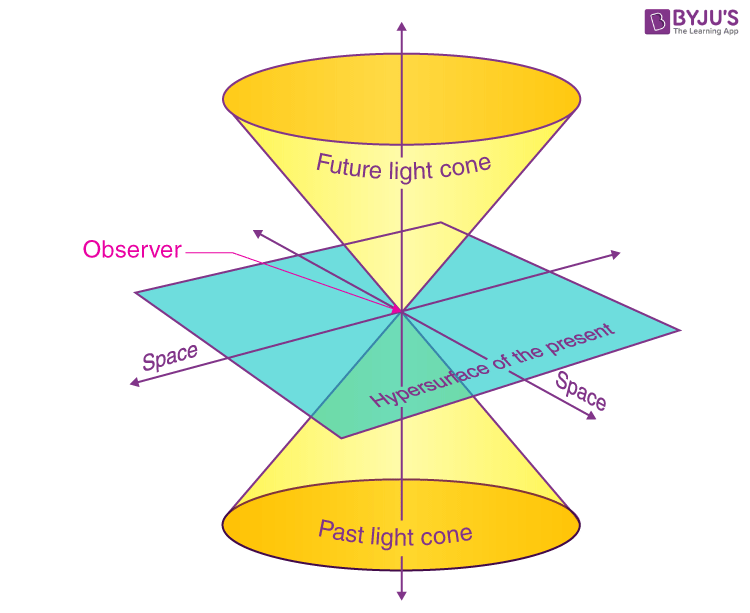 BYJU'S
The Learning App
Future light cone
Observer
Space
Hypersurface of the present
Space
Past light cone